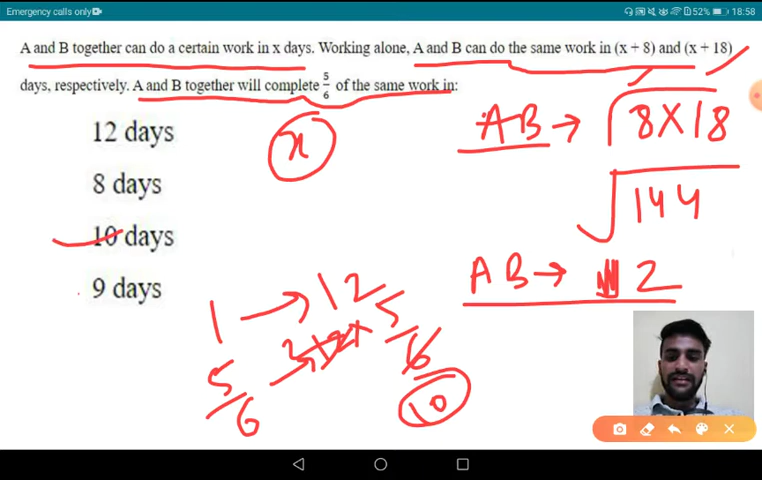 Emergency calls only 52% 18:58
A and B together can do a certain work in x days. Working alone, A and B can do the same work in (x + 8) and (x + 18)
days, respectively. A and B together will complete 5/6 of the same work in:
12 days
8 days
10 days
9 days
x
AB → √8×18
√144
AB → 2
1 → 12
5/6 → 12 × 5/6
10